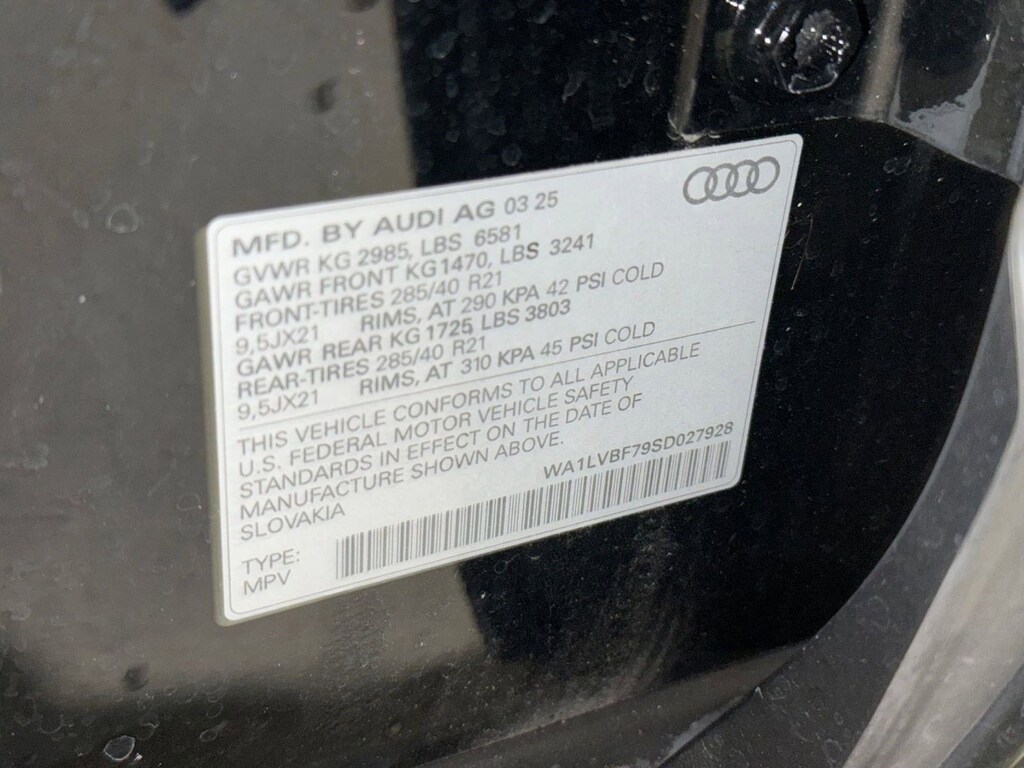 MFD. BY AUDI AG 03 25
GVWR KG 2985, LBS 6581
GAWR FRONT KG1470, LBS 3241
FRONT-TIRES 285/40 R21
9,5JX21 RIMS, AT 290 KPA 42 PSI COLD
GAWR REAR KG 1725 LBS 3803
REAR-TIRES 285/40 R21
9,5JX21 RIMS, AT 310 KPA 45 PSI COLD
THIS VEHICLE CONFORMS TO ALL APPLICABLE
U.S. FEDERAL MOTOR VEHICLE SAFETY
STANDARDS IN EFFECT ON THE DATE OF
MANUFACTURE SHOWN ABOVE.
SLOVAKIA WA1LVBF79SD027928
TYPE:
MPV